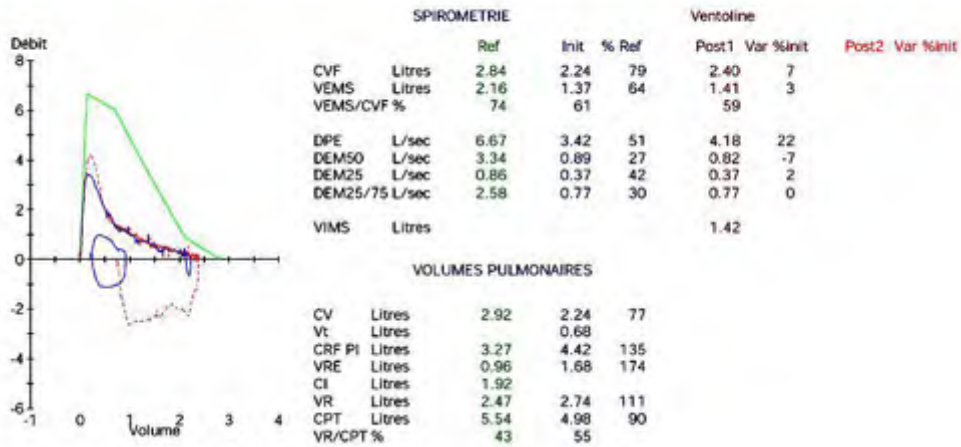 SPIROMETRIE Ventoline
Débit Ref Init % Ref Post1 Var %init Post2 Var %init
8 CVF Litres 2.84 2.24 79 2.40 7
VEMS Litres 2.16 1.37 64 1.41 3
6 VEMS/CVF % 74 61 59
DPE L/sec 6.67 3.42 51 4.18 22
4 DEM50 L/sec 3.34 0.89 27 0.82 -7
DEM25 L/sec 0.86 0.37 42 0.37 2
DEM25/75 L/sec 2.58 0.77 30 0.77 0
2
VIMS Litres 1.42
0
VOLUMES PULMONAIRES
-2 CV Litres 2.92 2.24 77
Vt Litres 0.68
-4 CRF Pl Litres 3.27 4.42 135
VRE Litres 0.96 1.68 174
CI Litres 1.92
-6 VR Litres 2.47 2.74 111
-1 0 1 2 3 4 CPT Litres 5.54 4.98 90
Volume VR/CPT % 43 55